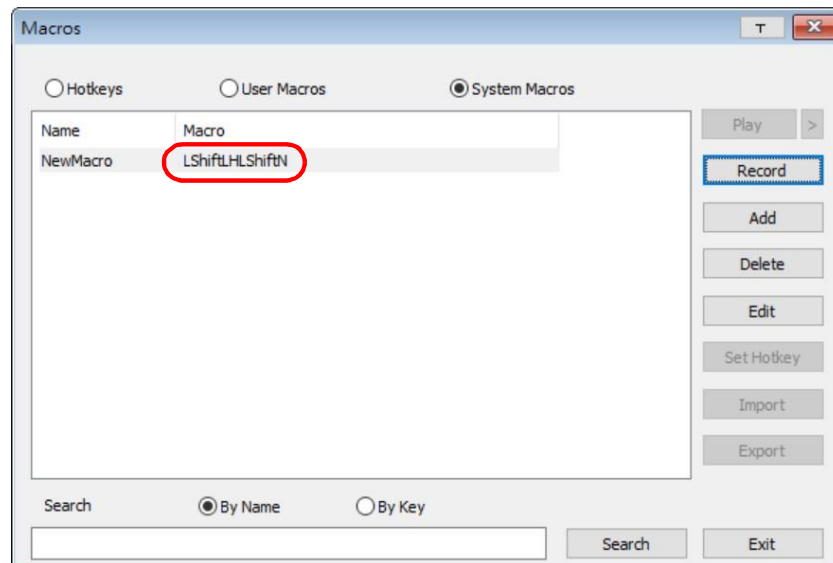 Macros T
Hotkeys User Macros System Macros
Name Macro
NewMacro LShiftLHLShiftN
Play >
Record
Add
Delete
Edit
Set Hotkey
Import
Export
Search By Name By Key
Search Exit